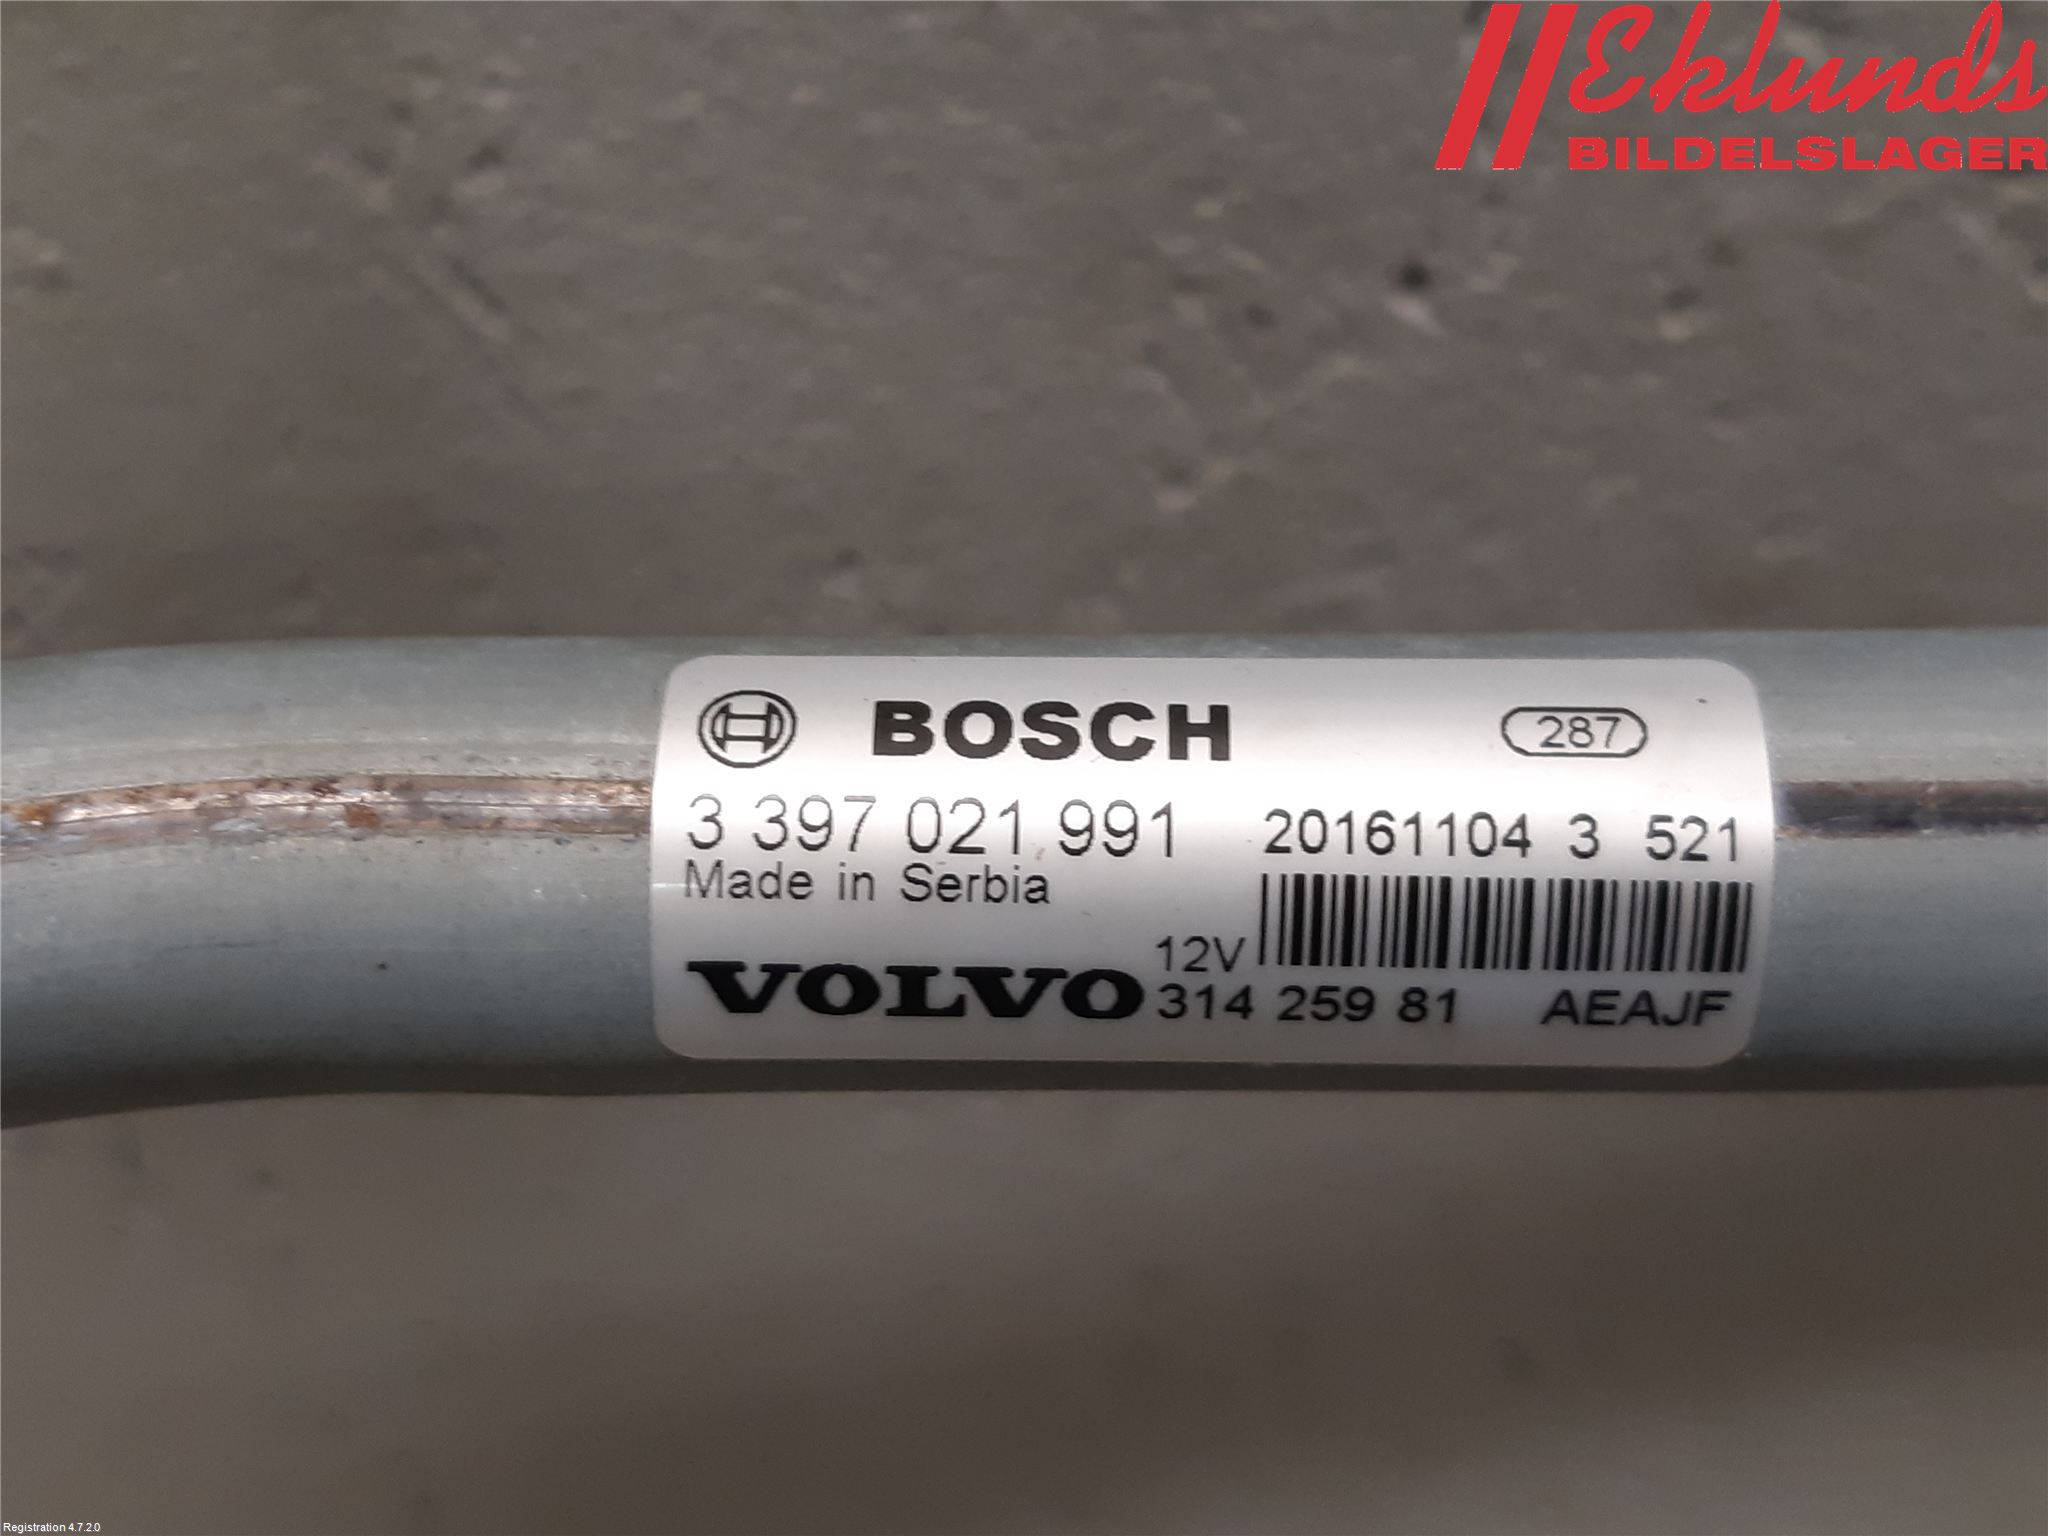 Eklunds
BILDELSLAGER
BOSCH 287
3 397 021 991 20161104 3 521
Made in Serbia
12V
VOLVO 314 259 81 AEAJF
Registration 4.7.2.0